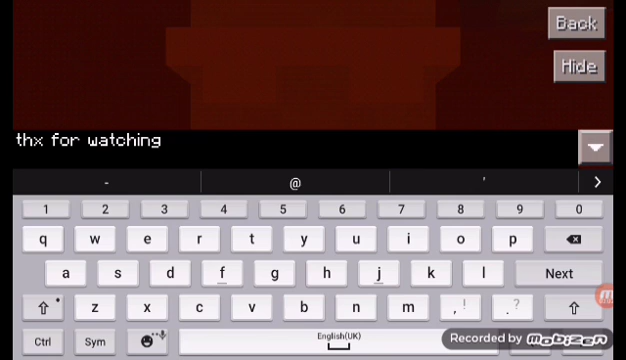 Back
Hide
thx for watching
- @ '
1 2 3 4 5 6 7 8 9 0
q w e r t y u i o p
a s d f g h j k l Next
z x c v b n m , ! . ?
Ctrl Sym English(UK)
Recorded by mobizen